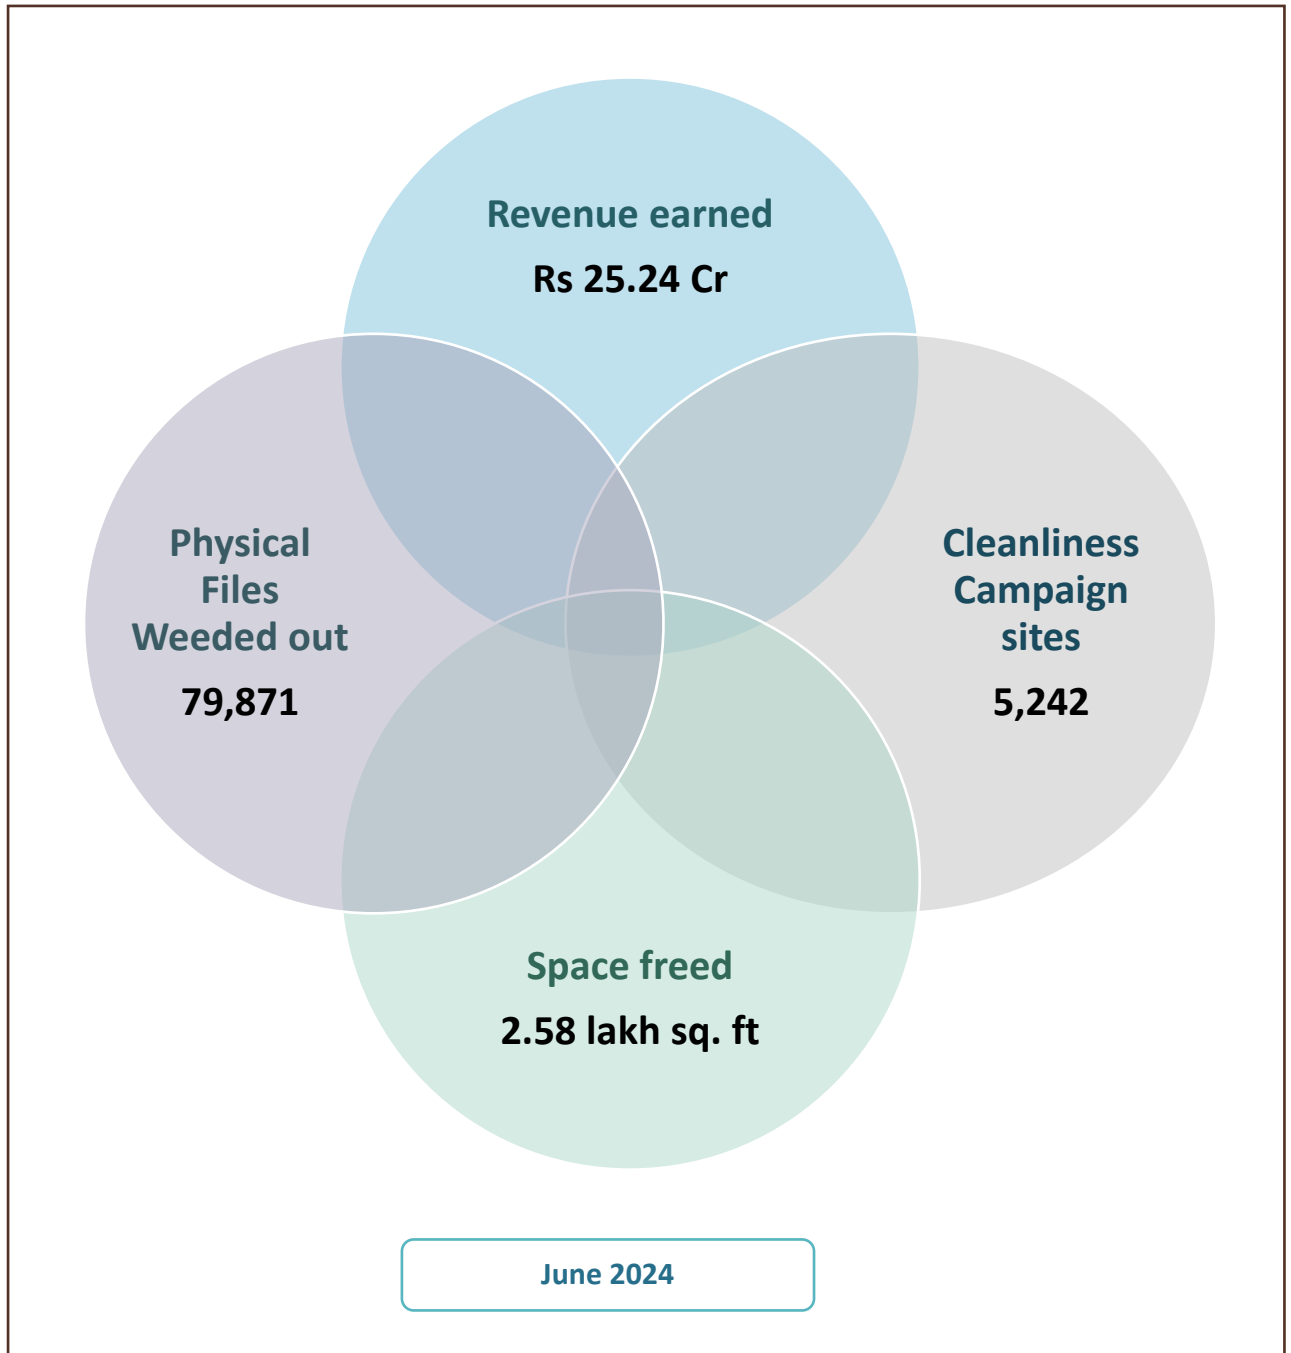 Revenue earned
Rs 25.24 Cr
Physical
Files
Weeded out
79,871
Cleanliness
Campaign
sites
5,242
Space freed
2.58 lakh sq. ft
June 2024